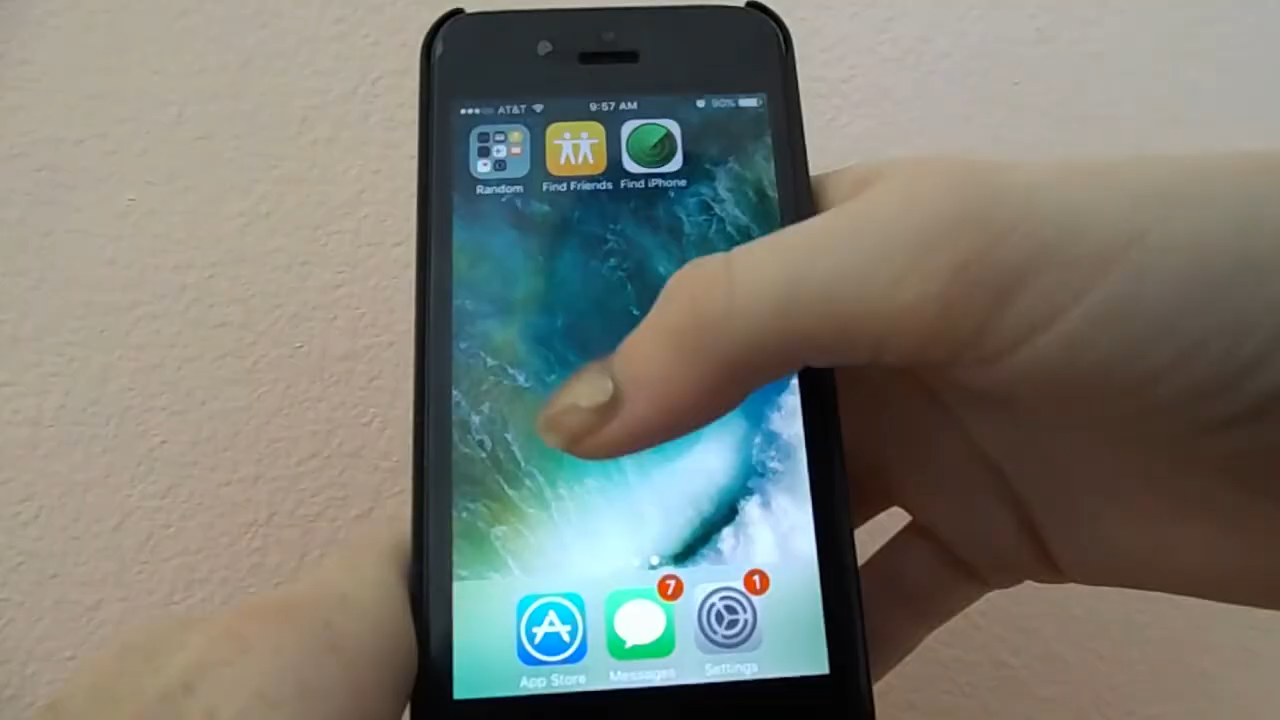 AT&T 9:57 AM 90%
Random Find Friends Find iPhone
7 1
App Store Messages Settings